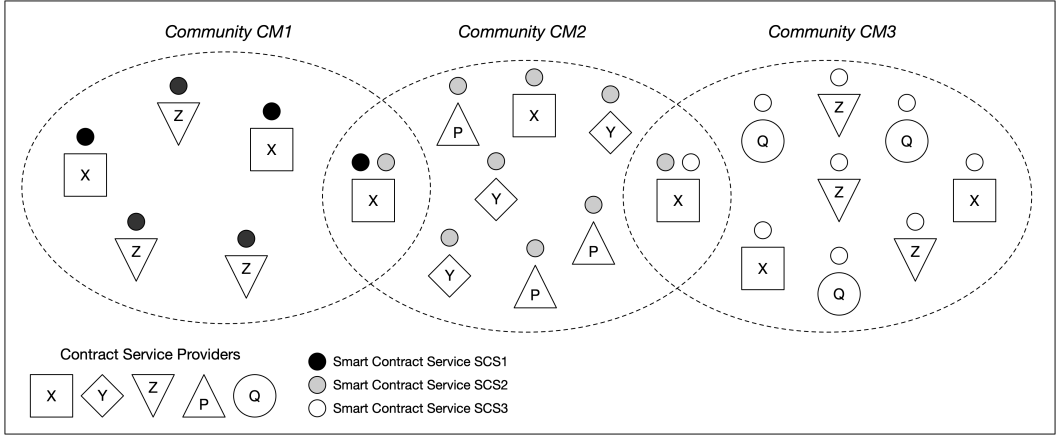 Community CM1
Community CM2
Community CM3
Z
X
X
Z
Z
X
P
X
Y
Y
P
Y
P
X
Z
Q
Q
Z
X
X
Z
Q
Contract Service Providers
X
Y
Z
P
Q
Smart Contract Service SCS1
Smart Contract Service SCS2
Smart Contract Service SCS3